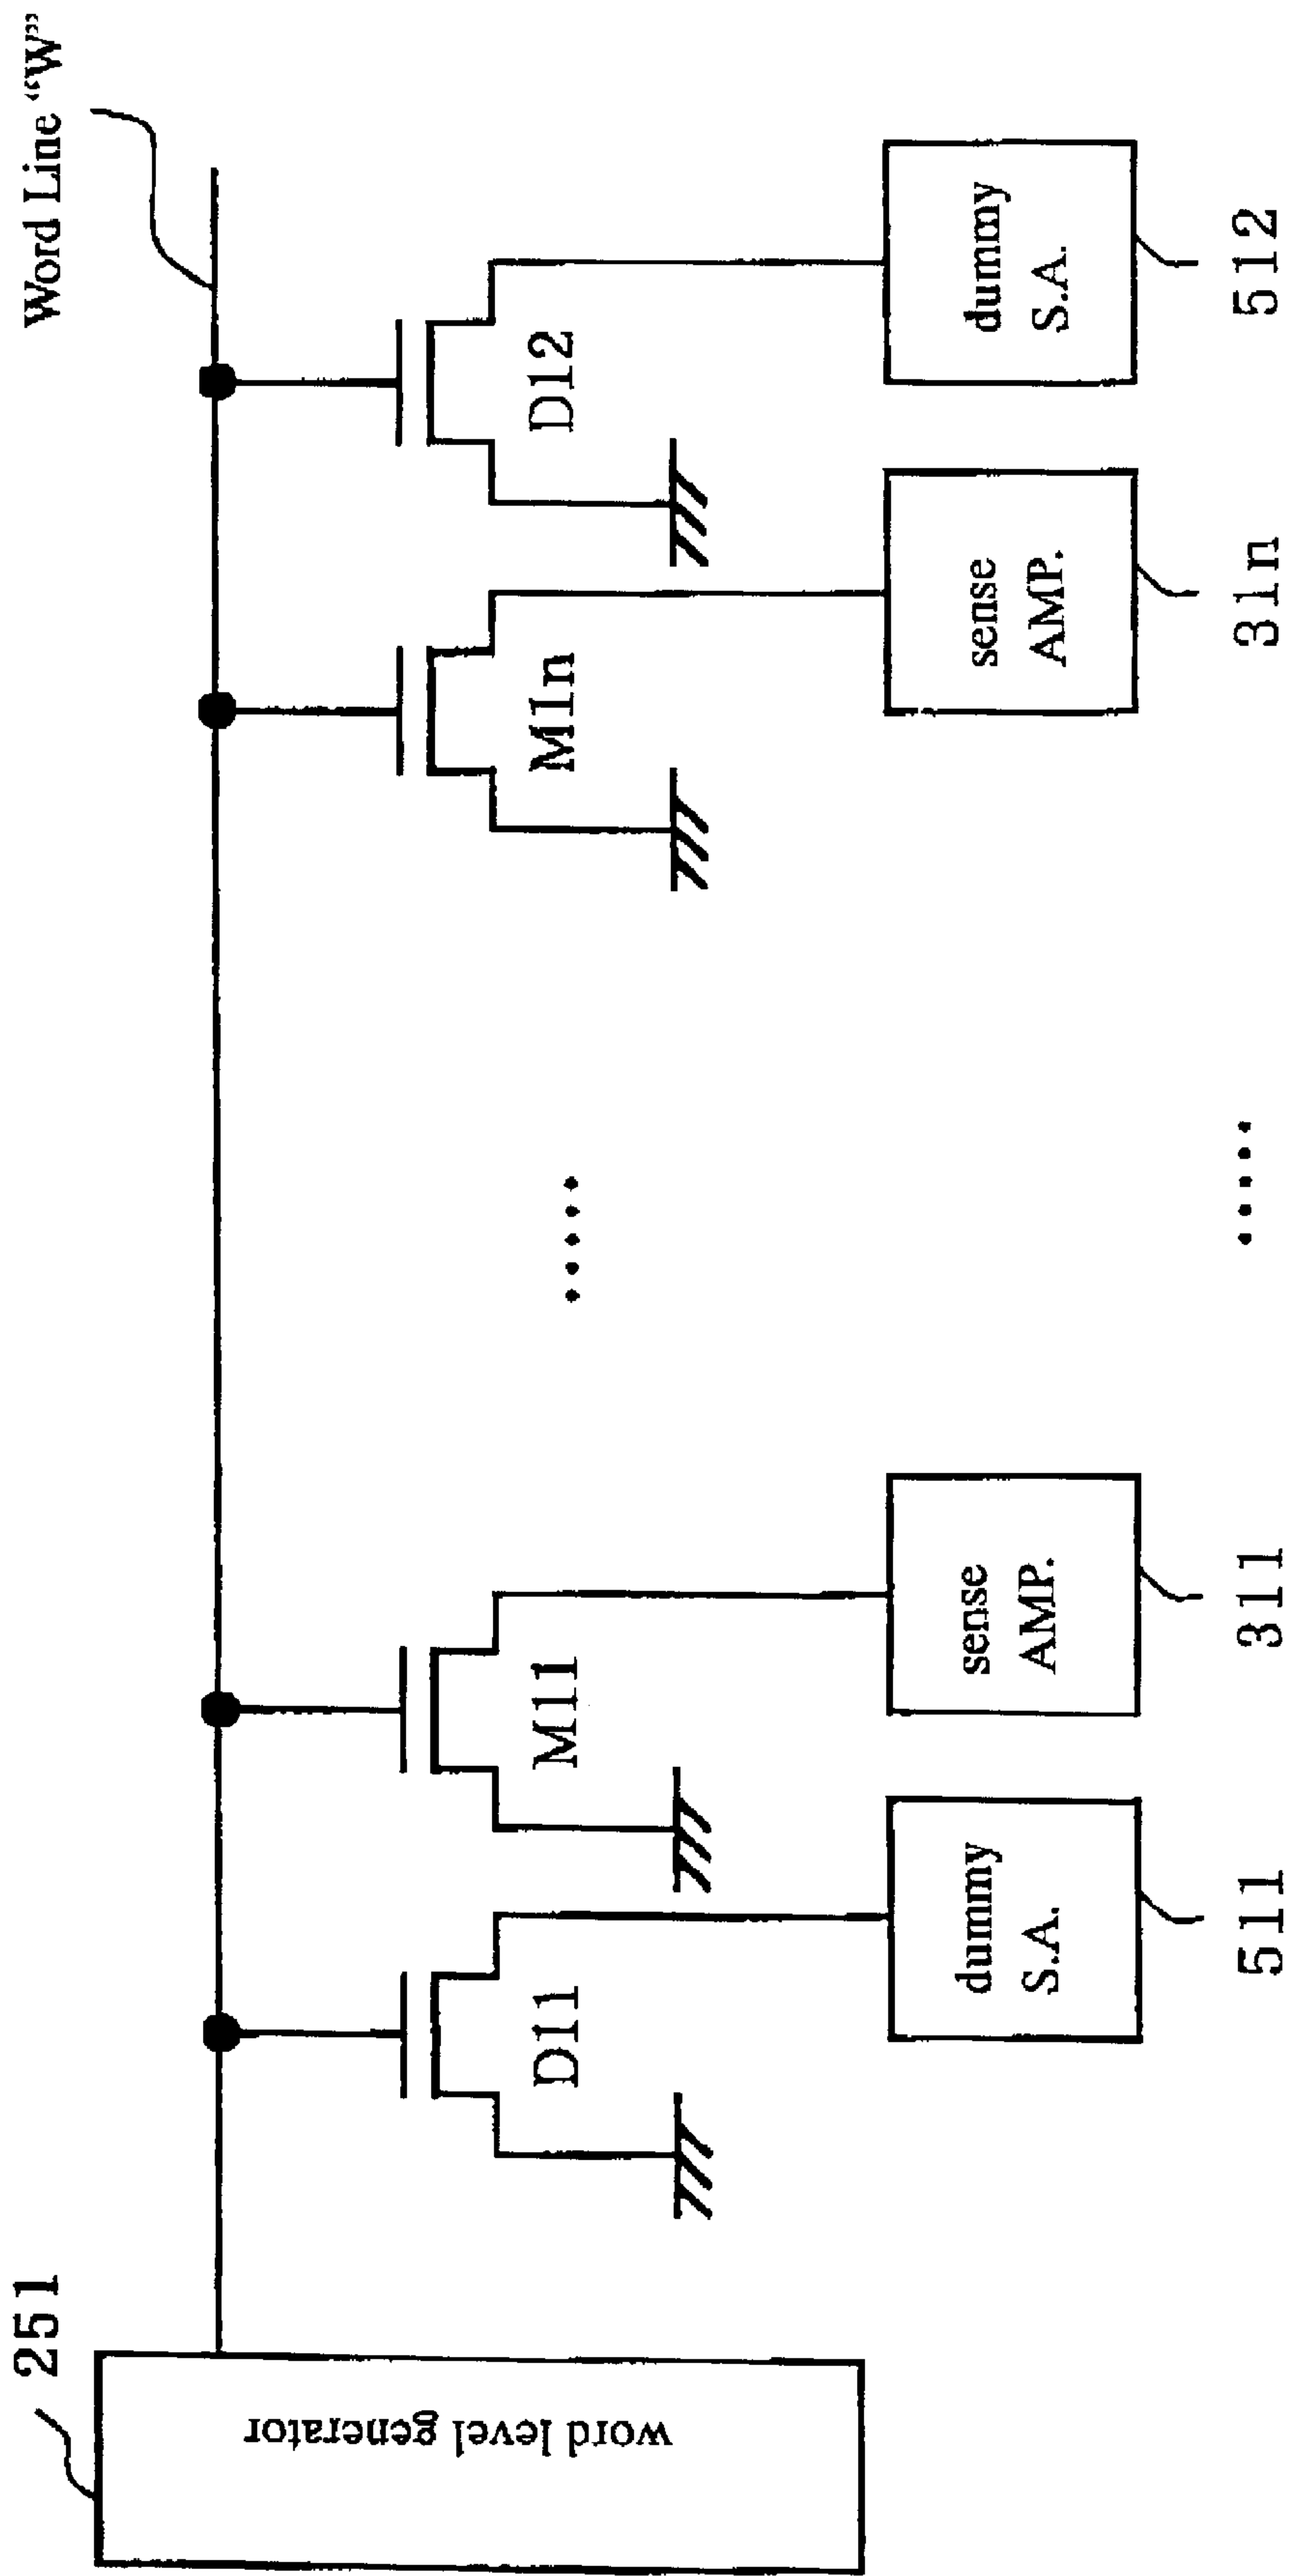 Word Line “W”
251
word level generator
D11
M11
·····
M1n
D12
dummy
S.A.
sense
AMP.
sense
AMP.
dummy
S.A.
511
311
·····
31n
512